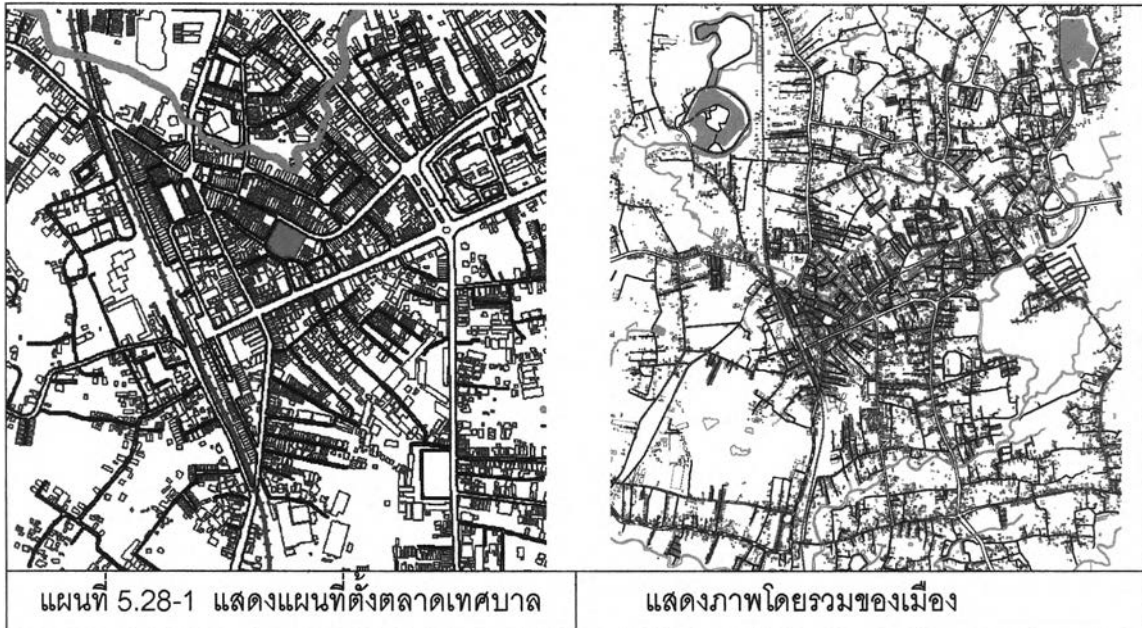 แผนที่ 5.28-1 แสดงแผนที่ตั้งตลาดเทศบาล
แสดงภาพโดยรวมของเมือง